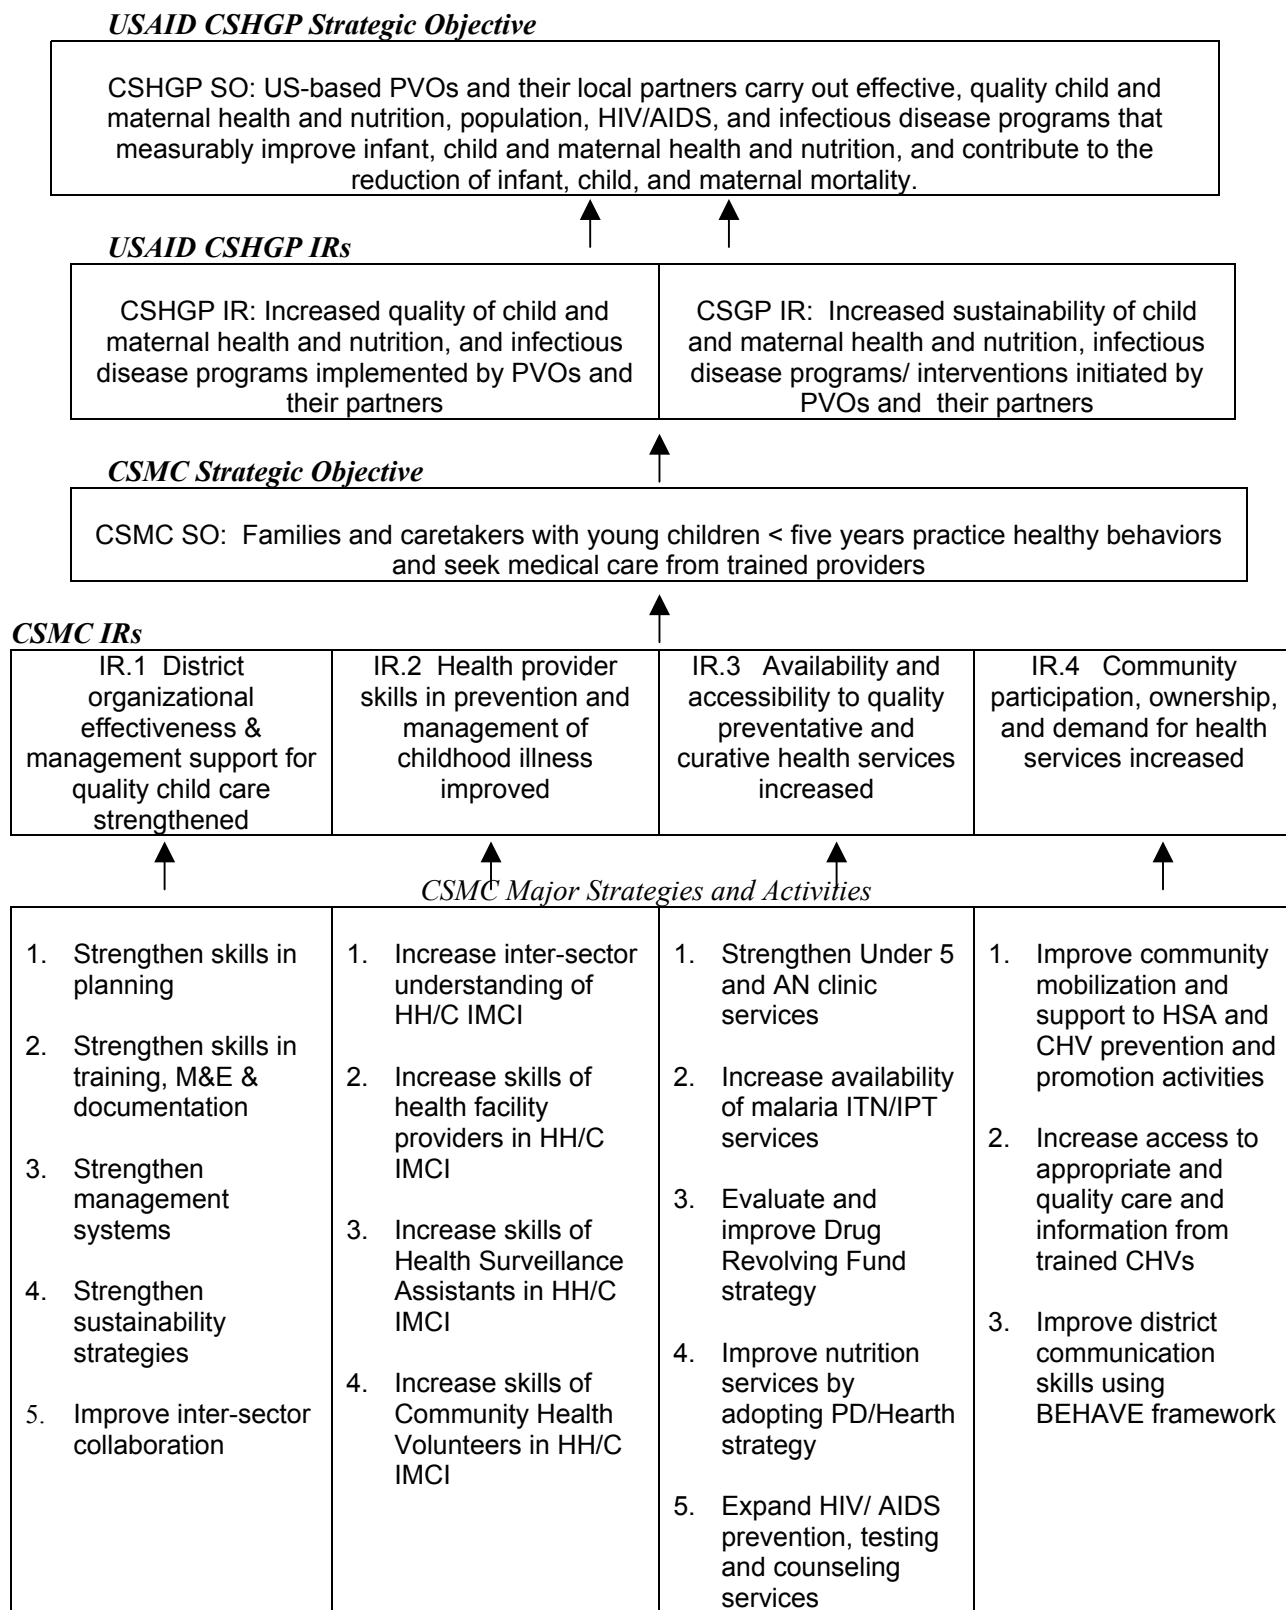 USAID CSHGP Strategic Objective
CSHGP SO: US-based PVOs and their local partners carry out effective, quality child and
maternal health and nutrition, population, HIV/AIDS, and infectious disease programs that
measurably improve infant, child and maternal health and nutrition, and contribute to the
reduction of infant, child, and maternal mortality.
USAID CSHGP IRs
CSHGP IR: Increased quality of child and
maternal health and nutrition, and infectious
disease programs implemented by PVOs and
their partners
CSGP IR: Increased sustainability of child
and maternal health and nutrition, infectious
disease programs/ interventions initiated by
PVOs and their partners
CSMC Strategic Objective
CSMC SO: Families and caretakers with young children < five years practice healthy behaviors
and seek medical care from trained providers
CSMC IRs
IR.1 District
organizational
effectiveness &
management support for
quality child care
strengthened
IR.2 Health provider
skills in prevention and
management of
childhood illness
improved
IR.3 Availability and
accessibility to quality
preventative and
curative health services
increased
IR.4 Community
participation, ownership,
and demand for health
services increased
CSMC Major Strategies and Activities
1. Strengthen skills in
planning
2. Strengthen skills in
training, M&E &
documentation
3. Strengthen
management
systems
4. Strengthen
sustainability
strategies
5. Improve inter-sector
collaboration
1. Increase inter-sector
understanding of
HH/C IMCI
2. Increase skills of
health facility
providers in HH/C
IMCI
3. Increase skills of
Health Surveillance
Assistants in HH/C
IMCI
4. Increase skills of
Community Health
Volunteers in HH/C
IMCI
1. Strengthen Under 5
and AN clinic
services
2. Increase availability
of malaria ITN/IPT
services
3. Evaluate and
improve Drug
Revolving Fund
strategy
4. Improve nutrition
services by
adopting PD/Hearth
strategy
5. Expand HIV/ AIDS
prevention, testing
and counseling
services
1. Improve community
mobilization and
support to HSA and
CHV prevention and
promotion activities
2. Increase access to
appropriate and
quality care and
information from
trained CHVs
3. Improve district
communication
skills using
BEHAVE framework